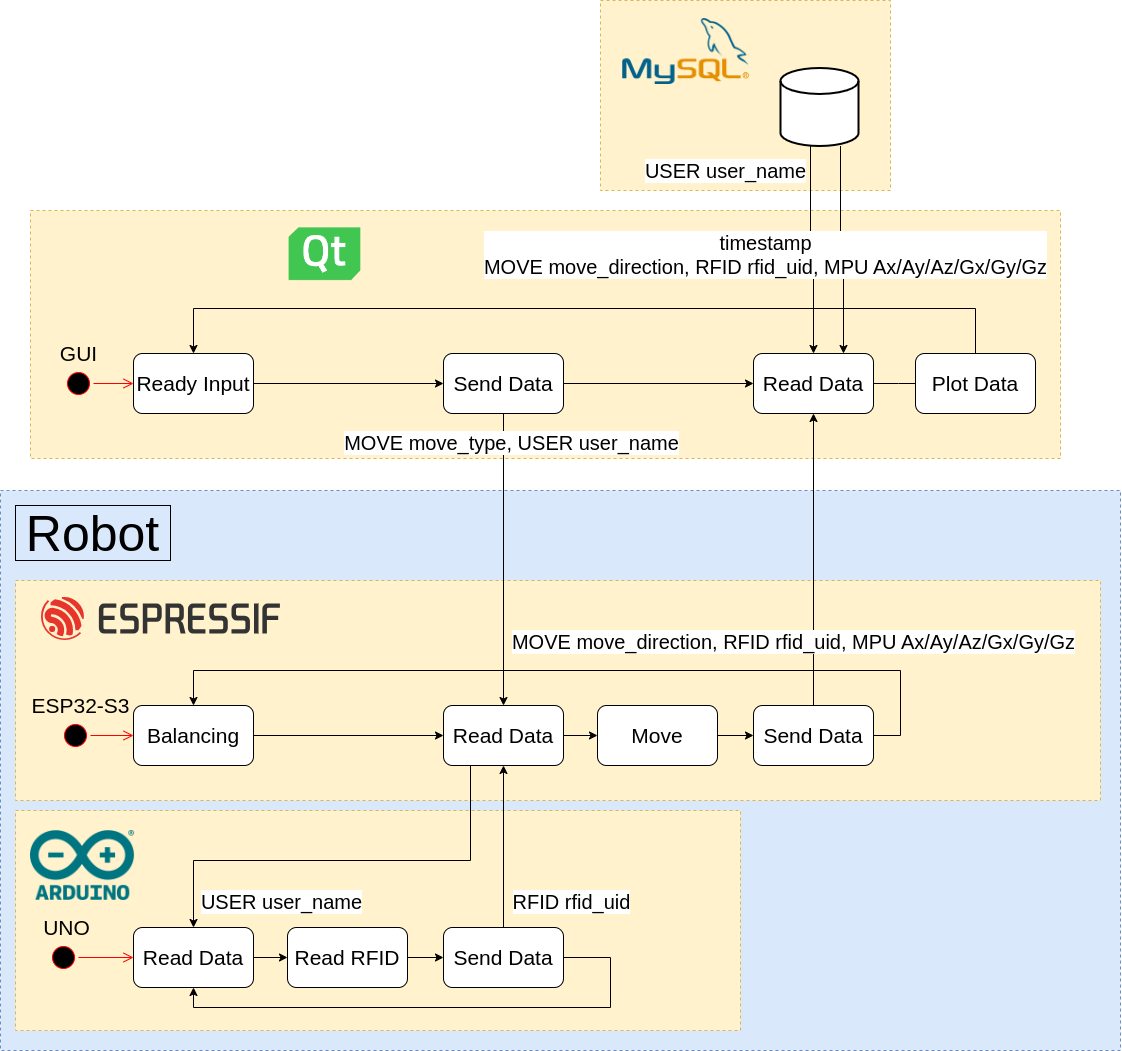 MySQL®
USER user_name
Qt
timestamp
MOVE move_direction, RFID rfid_uid, MPU Ax/Ay/Az/Gx/Gy/Gz
GUI
Ready Input
Send Data
Read Data
Plot Data
MOVE move_type, USER user_name
Robot
ESPRESSIF
MOVE move_direction, RFID rfid_uid, MPU Ax/Ay/Az/Gx/Gy/Gz
ESP32-S3
Balancing
Read Data
Move
Send Data
®
ARDUINO
USER user_name
RFID rfid_uid
UNO
Read Data
Read RFID
Send Data